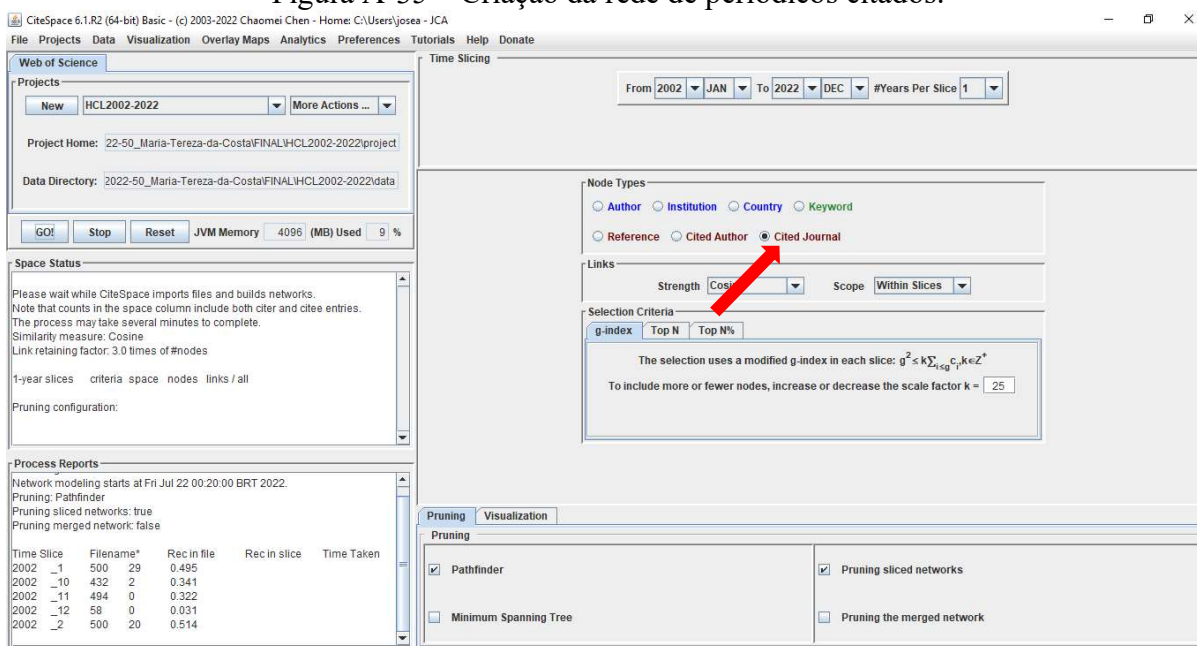 Figura A-35 – Criação da rede de periódicos citados.
CiteSpace 6.1.R2 (64-bit) Basic - (c) 2003-2022 Chaomei Chen - Home: C:\Users\josea - JCA
File Projects Data Visualization Overlay Maps Analytics Preferences Tutorials Help Donate
Web of Science
Projects
New HCL2002-2022 More Actions ...
Project Home: 22-50_Maria-Tereza-da-Costa\FINAL\HCL2002-2022\project
Data Directory: 2022-50_Maria-Tereza-da-Costa\FINAL\HCL2002-2022\data
GO! Stop Reset JVM Memory 4096 (MB) Used 9 %
Space Status
Please wait while CiteSpace imports files and builds networks.
Note that counts in the space column include both citer and citee entries.
The process may take several minutes to complete.
Similarity measure: Cosine
Link retaining factor: 3.0 times of #nodes
1-year slices criteria space nodes links / all
Pruning configuration:
Process Reports
Network modeling starts at Fri Jul 22 00:20:00 BRT 2022.
Pruning: Pathfinder
Pruning sliced networks: true
Pruning merged network: false
Time Slice Filename* Rec in file Rec in slice Time Taken
2002 _1 500 29 0.495
2002 _10 432 2 0.341
2002 _11 494 0 0.322
2002 _12 58 0 0.031
2002 _2 500 20 0.514
Time Slicing
From 2002 JAN To 2022 DEC #Years Per Slice 1
Node Types
Author Institution Country Keyword
Reference Cited Author Cited Journal
Links
Strength Scope Within Slices
Selection Criteria
g-index Top N Top N%
The selection uses a modified g-index in each slice: g² ≤ k∑i≤g ci, k∈Z⁺
To include more or fewer nodes, increase or decrease the scale factor k = 25
Pruning Visualization
Pruning
Pathfinder Pruning sliced networks
Minimum Spanning Tree Pruning the merged network